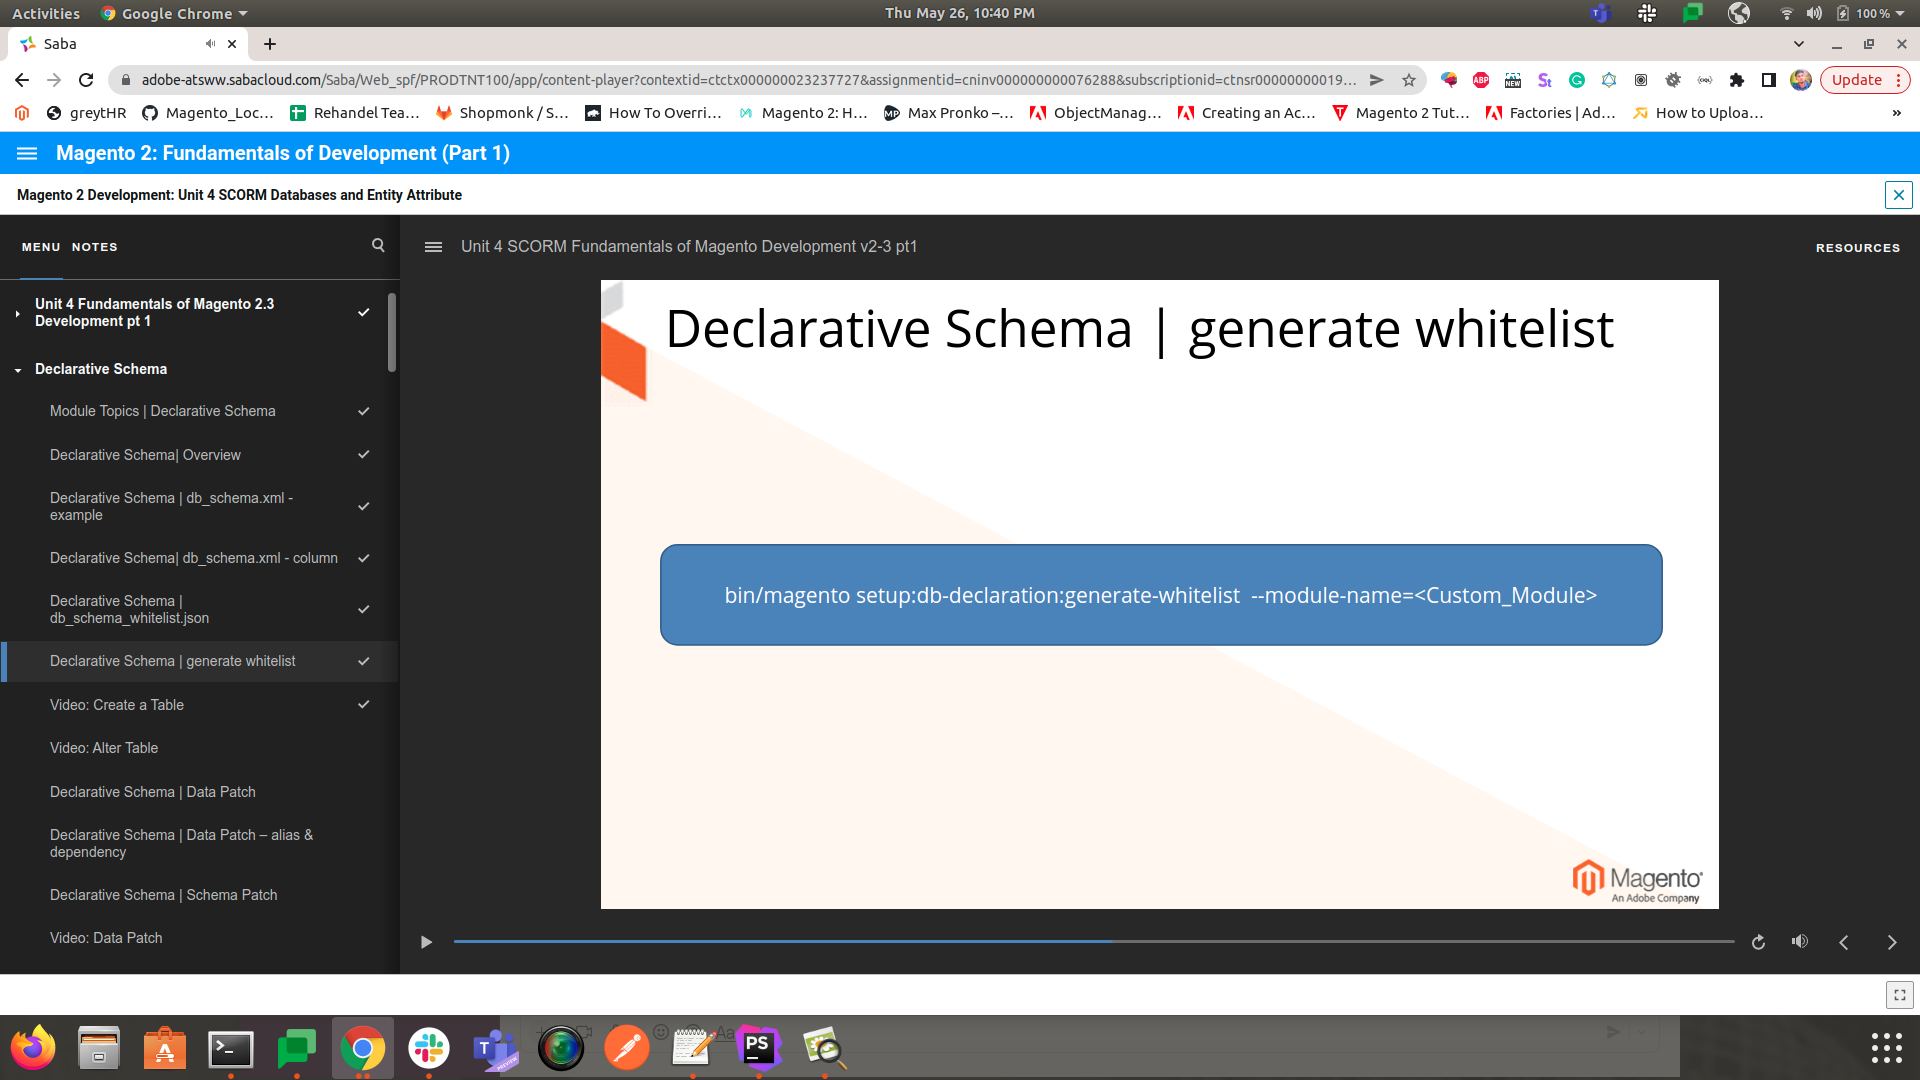 Activities
Google Chrome
Thu May 26, 10:40 PM
100 %
Saba
adobe-atsww.sabacloud.com/Saba/Web_spf/PRODTNT100/app/content-player?contextid=ctctx000000023237727&assignmentid=cninv000000000076288&subscriptionid=ctnsr00000000019...
ABP
NEW
Update
greytHR
Magento_Loc...
Rehandel Tea...
Shopmonk / S...
How To Overri...
Magento 2: H...
Max Pronko –...
ObjectManag...
Creating an Ac...
Magento 2 Tut...
Factories | Ad...
How to Uploa...
»
Magento 2: Fundamentals of Development (Part 1)
Magento 2 Development: Unit 4 SCORM Databases and Entity Attribute
MENU NOTES
Unit 4 Fundamentals of Magento 2.3
Development pt 1
Declarative Schema
Module Topics | Declarative Schema
Declarative Schema| Overview
Declarative Schema | db_schema.xml -
example
Declarative Schema| db_schema.xml - column
Declarative Schema |
db_schema_whitelist.json
Declarative Schema | generate whitelist
Video: Create a Table
Video: Alter Table
Declarative Schema | Data Patch
Declarative Schema | Data Patch – alias &
dependency
Declarative Schema | Schema Patch
Video: Data Patch
Unit 4 SCORM Fundamentals of Magento Development v2-3 pt1
RESOURCES
Declarative Schema | generate whitelist
bin/magento setup:db-declaration:generate-whitelist --module-name=<Custom_Module>
Magento
An Adobe Company
PS